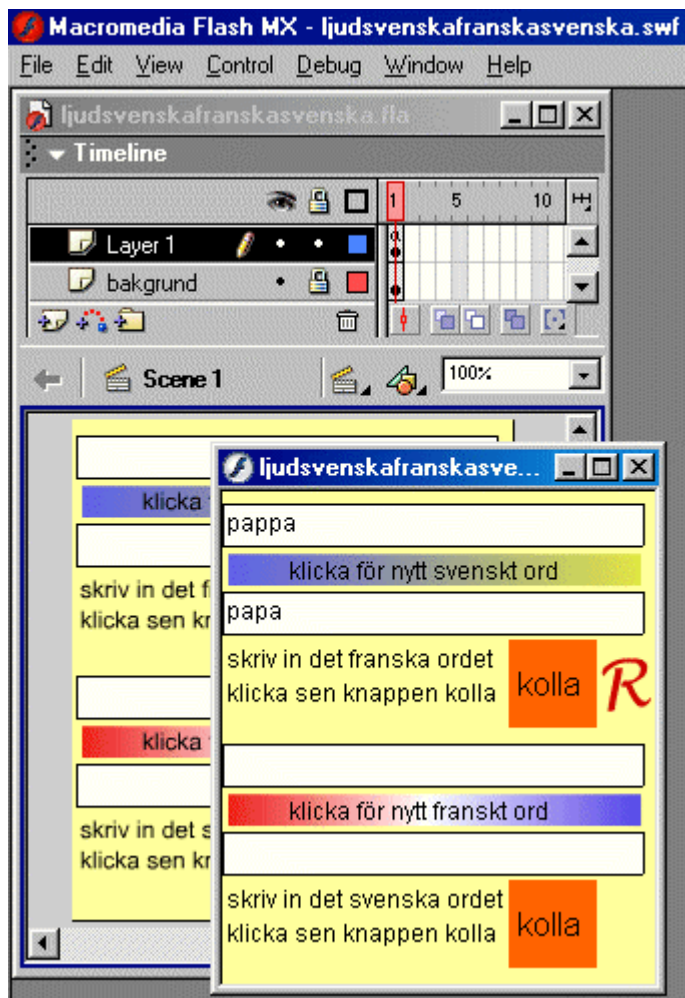 Macromedia Flash MX - ljudsvenskafranskasvenska.swf
File Edit View Control Debug Window Help
ljudsvenskafranskasvenska.fla
Timeline
1 5 10
Layer 1
a
bakgrund
Scene 1
100%
klicka
skriv in det f
klicka sen kn
klicka
skriv in det s
klicka sen kn
ljudsvenskafranskasve...
pappa
klicka för nytt svenskt ord
papa
skriv in det franska ordet
klicka sen knappen kolla
kolla
R
klicka för nytt franskt ord
skriv in det svenska ordet
klicka sen knappen kolla
kolla